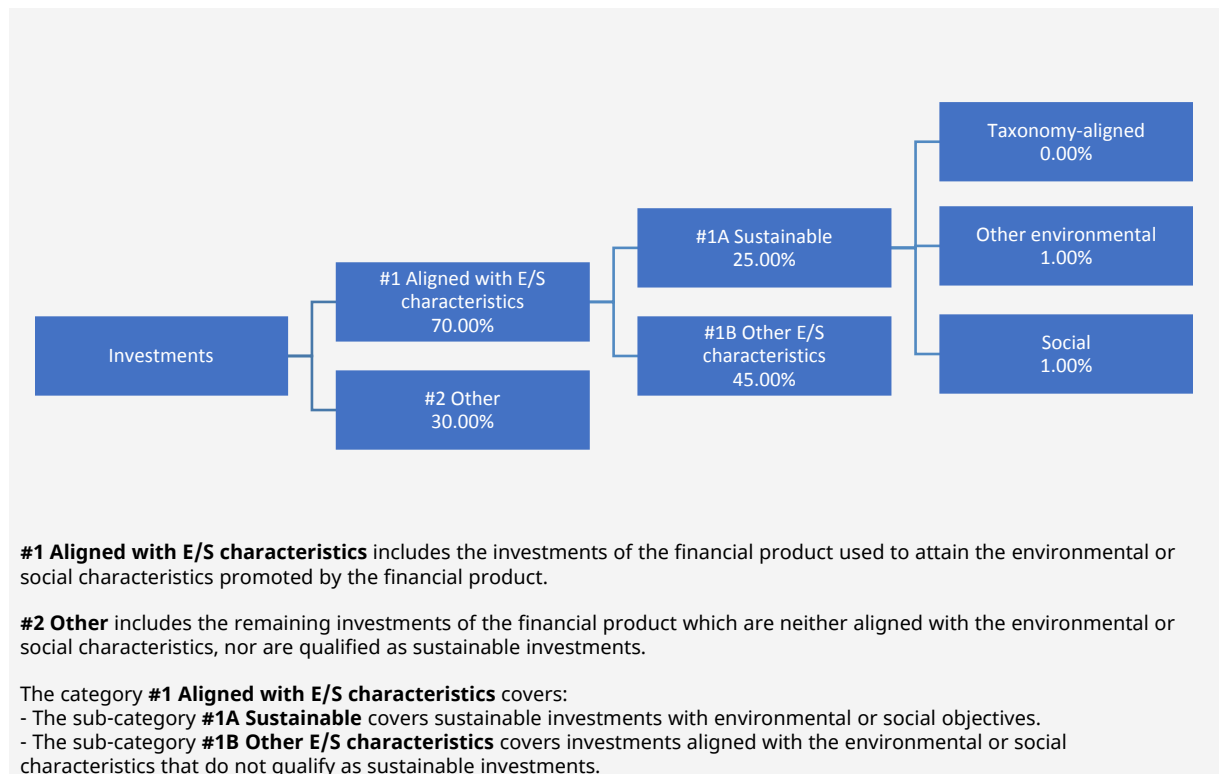 Investments
#1 Aligned with E/S
characteristics
70.00%
#2 Other
30.00%
#1A Sustainable
25.00%
#1B Other E/S
characteristics
45.00%
Taxonomy-aligned
0.00%
Other environmental
1.00%
Social
1.00%
#1 Aligned with E/S characteristics includes the investments of the financial product used to attain the environmental or
social characteristics promoted by the financial product.
#2 Other includes the remaining investments of the financial product which are neither aligned with the environmental or
social characteristics, nor are qualified as sustainable investments.
The category #1 Aligned with E/S characteristics covers:
- The sub-category #1A Sustainable covers sustainable investments with environmental or social objectives.
- The sub-category #1B Other E/S characteristics covers investments aligned with the environmental or social
characteristics that do not qualify as sustainable investments.